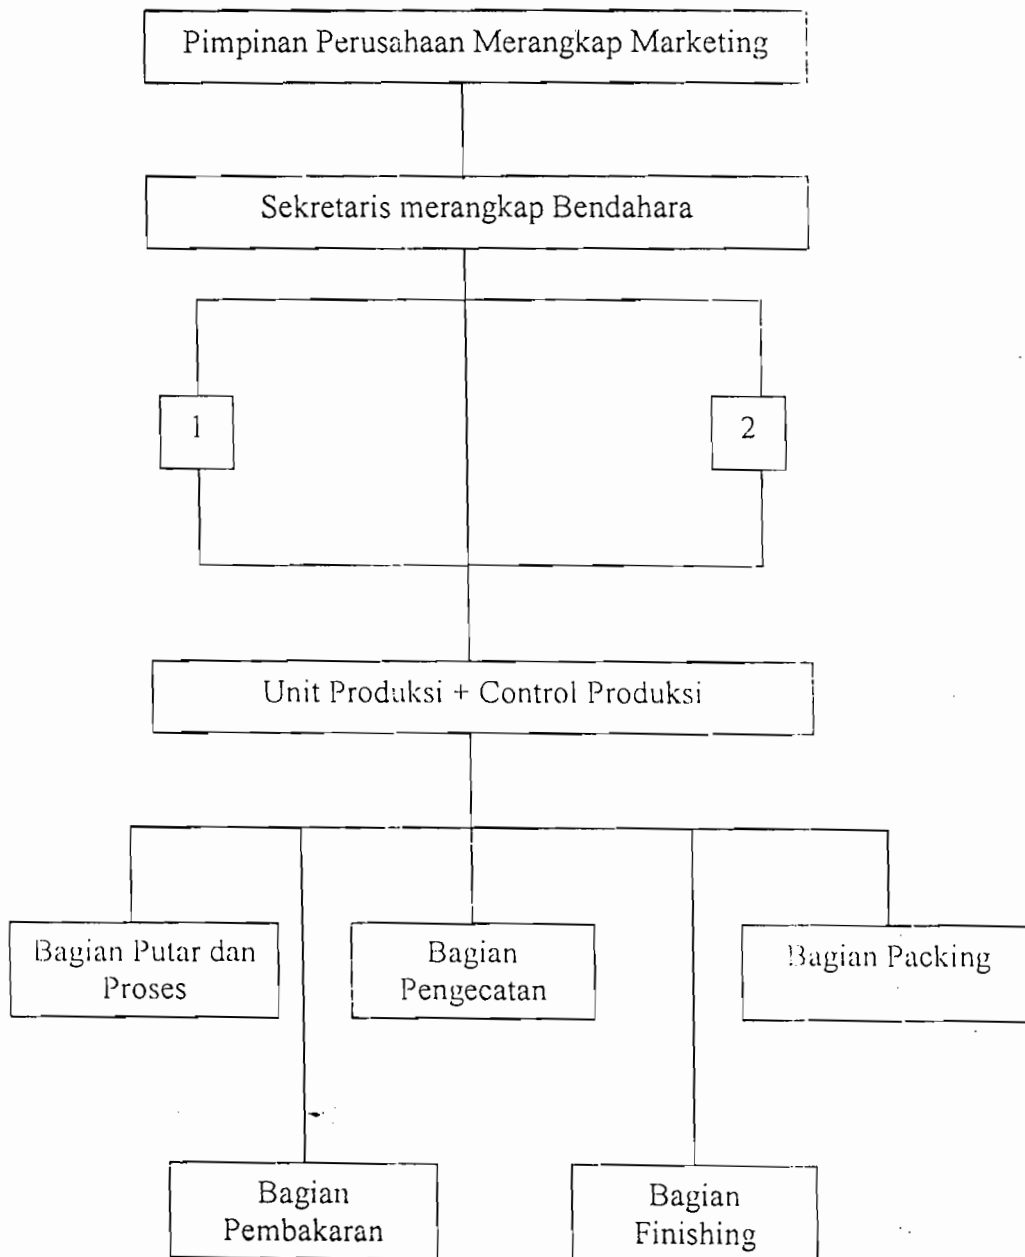 Pimpinan Perusahaan Merangkap Marketing
Sekretaris merangkap Bendahara
1
2
Unit Produksi + Control Produksi
Bagian Putar dan
Proses
Bagian
Pengecatan
Bagian Packing
Bagian
Pembakaran
Bagian
Finishing